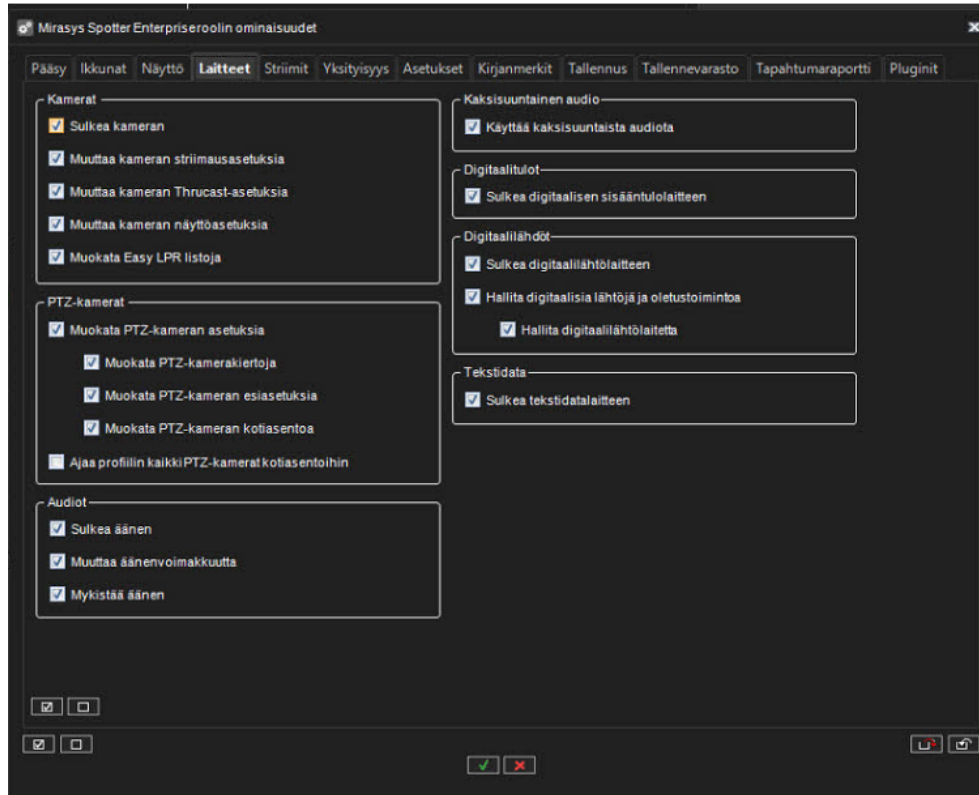 Mirasys Spotter Enterpriseroolin ominaisuudet
Pääsy Ikkunat Näyttö Laitteet Striimit Yksityisyys Asetukset Kirjanmerkit Tallennus Tallennevarasto Tapahtumaraportti Pluginit
Kamerat
Sulkea kameran
Muuttaa kameran striimausasetuksia
Muuttaa kameran Thrucast-asetuksia
Muuttaa kameran näyttöasetuksia
Muokata Easy LPR listoja
PTZ-kamerat
Muokata PTZ-kameran asetuksia
Muokata PTZ-kamerakiertoja
Muokata PTZ-kameran esiasetuksia
Muokata PTZ-kameran kotiasentoa
Ajaa profiilin kaikki PTZ-kamerat kotiasentoihin
Audiot
Sulkea äänen
Muuttaa äänenvoimakkuutta
Mykistää äänen
Kaksisuuntainen audio
Käyttää kaksisuuntaista audiota
Digitaalitulot
Sulkea digitaalisen sisääntulolaitteen
Digitaalilähdöt
Sulkea digitaalilähtölaitteen
Hallita digitaalisia lähtöjä ja oletustoimintoa
Hallita digitaalilähtölaitetta
Tekstidata
Sulkea tekstidatalaitteen